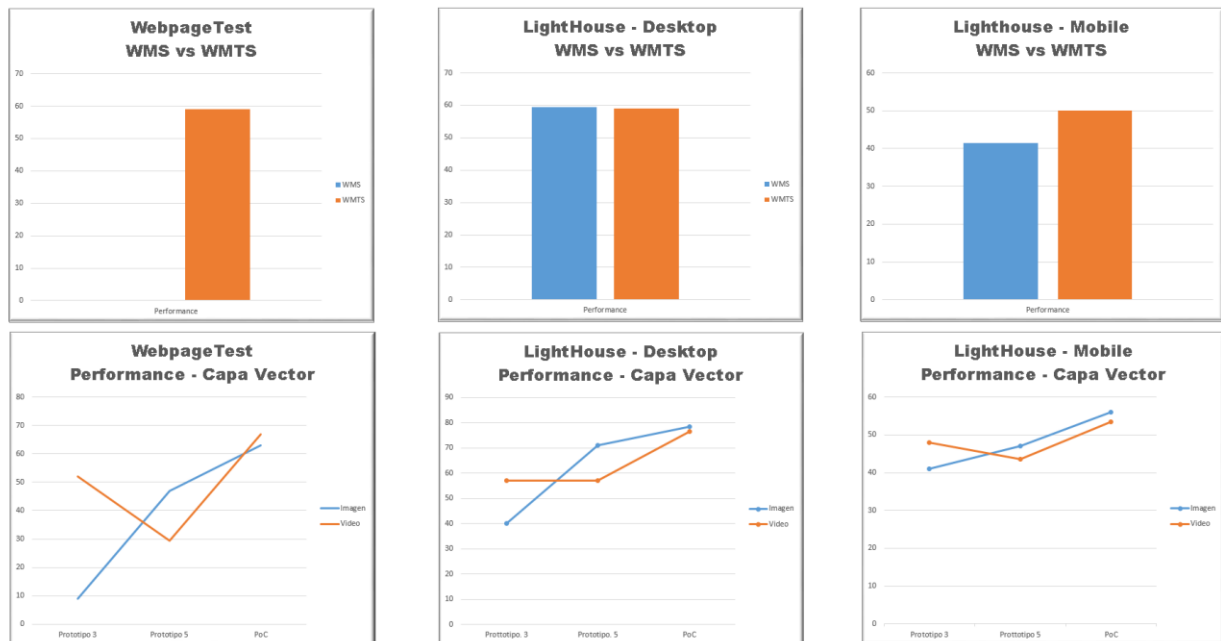 WebpageTest
WMS vs WMTS
70
60
50
40
30
20
10
0
Performance
WMS
WMTS
LightHouse - Desktop
WMS vs WMTS
70
60
50
40
30
20
10
0
Performance
WMS
WMTS
Lighthouse - Mobile
WMS vs WMTS
60
50
40
30
20
10
0
Performance
WMS
WMTS
WebpageTest
Performance - Capa Vector
80
70
60
50
40
30
20
10
0
Prototipo 3 Prototipo 5 PoC
Imagen
Video
LightHouse - Desktop
Performance - Capa Vector
90
80
70
60
50
40
30
20
10
0
Prottotipo. 3 Prototipo. 5 PoC
Imagen
Video
LightHouse - Mobile
Performance - Capa Vector
60
50
40
30
20
10
0
Prototipo 3 Prottotipo 5 PoC
Imagen
Video